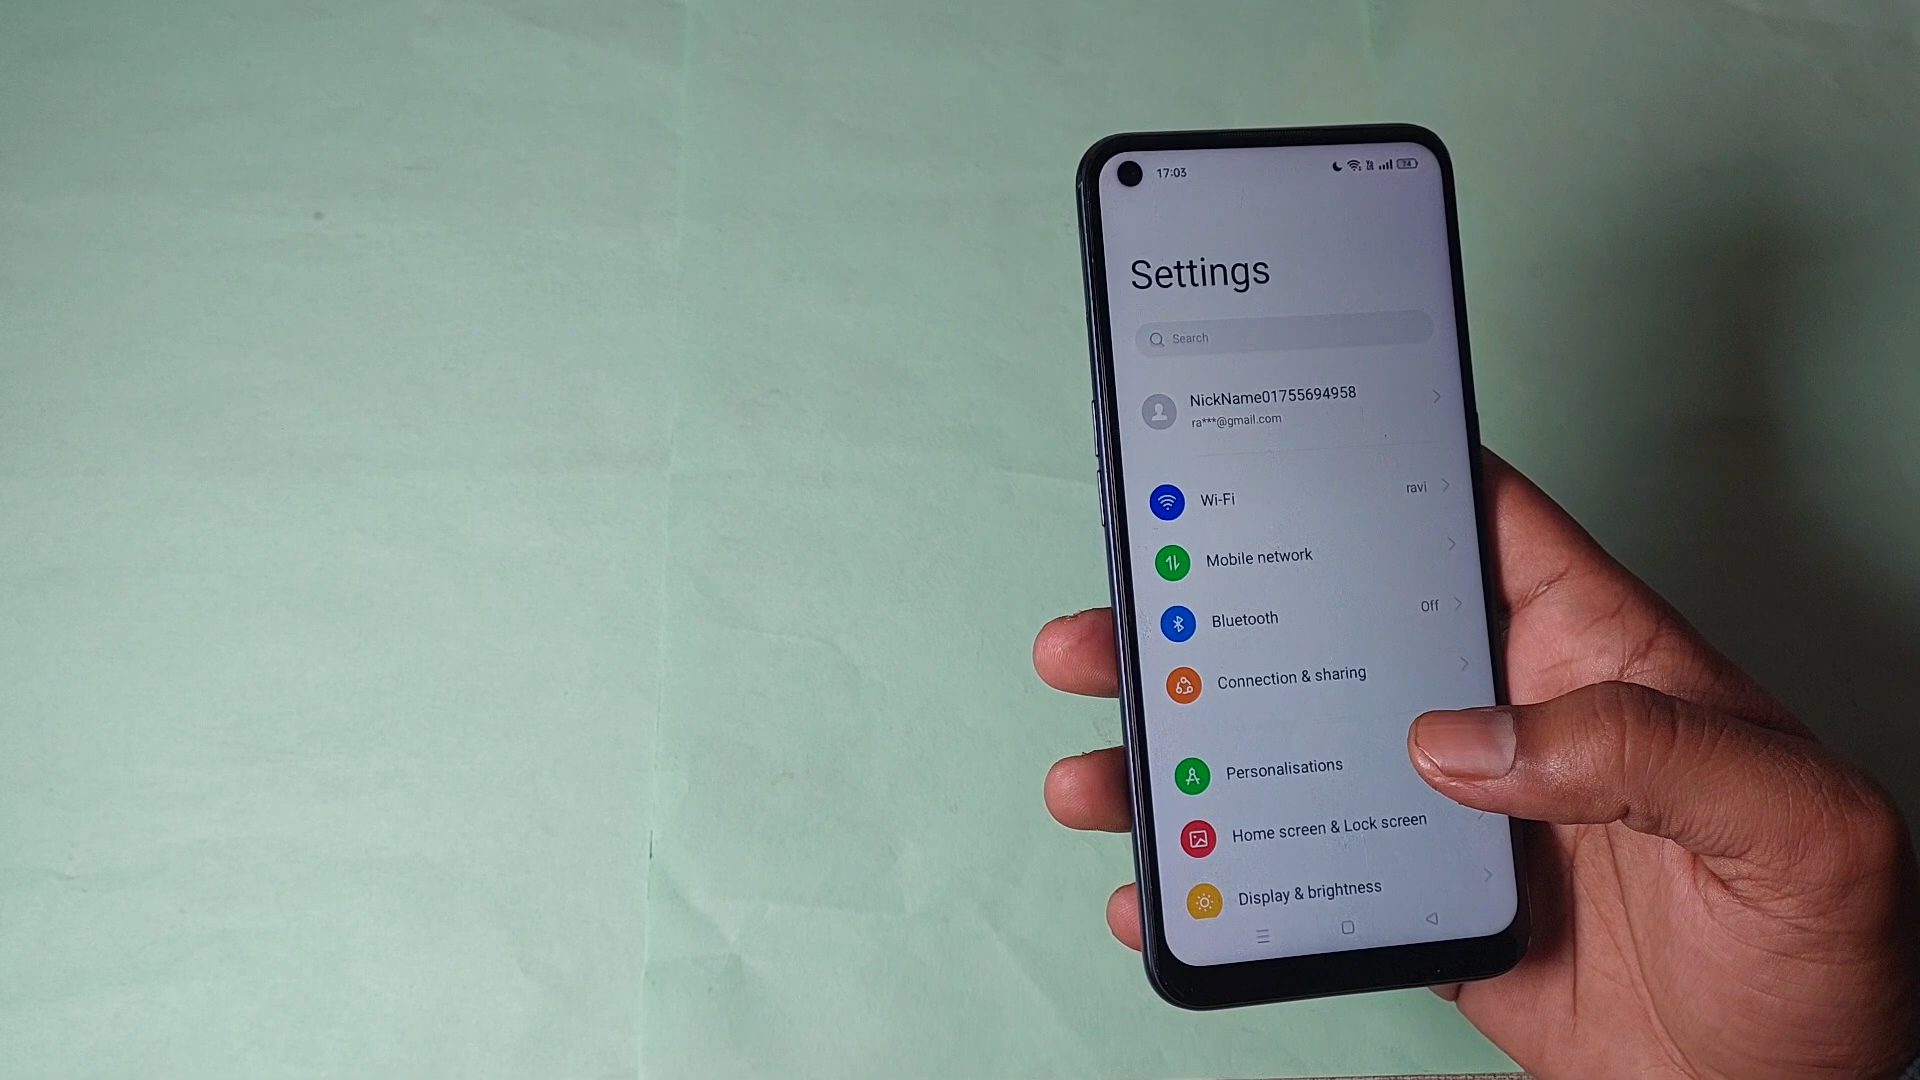 17:03
74
Settings
Search
NickName01755694958
ra***@gmail.com
Wi-Fi ravi
Mobile network
Bluetooth Off
Connection & sharing
Personalisations
Home screen & Lock screen
Display & brightness